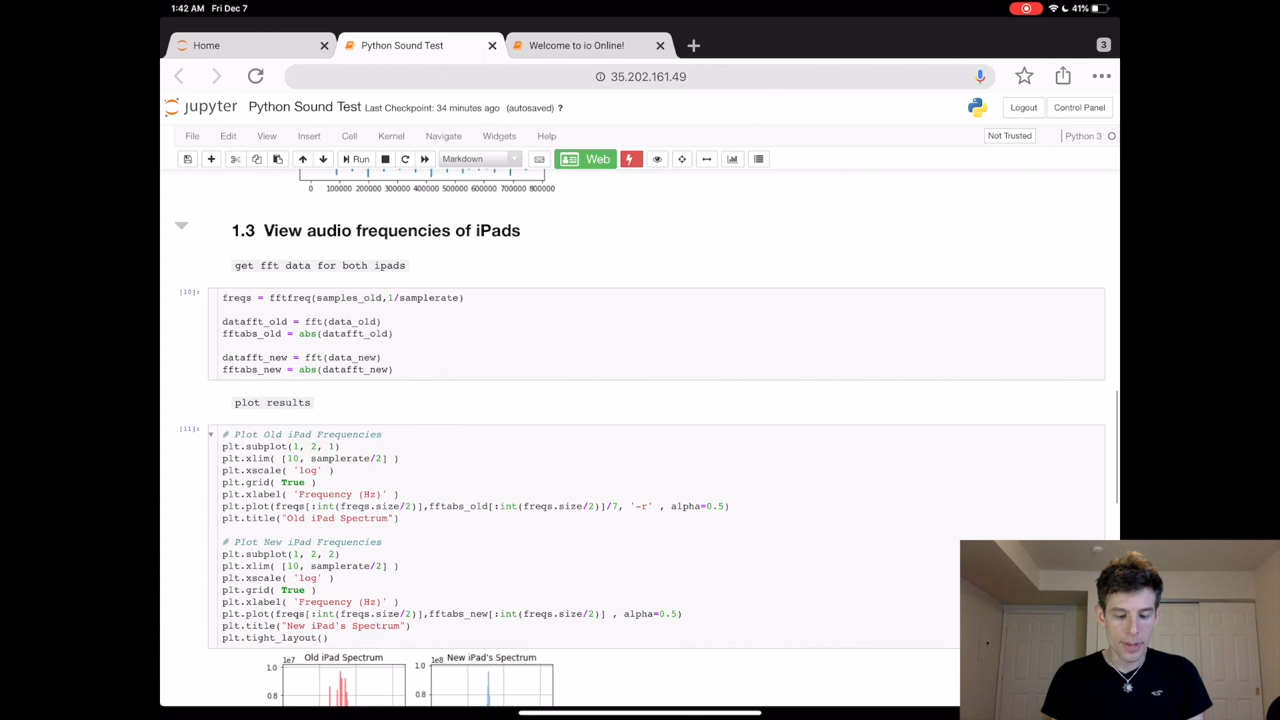 1:42 AM Fri Dec 7
41%
Home
Python Sound Test
Welcome to io Online!
3
35.202.161.49
jupyter Python Sound Test Last Checkpoint: 34 minutes ago (autosaved) ?
Logout
Control Panel
File Edit View Insert Cell Kernel Navigate Widgets Help
Not Trusted
Python 3
Run
Markdown
Web
0 100000 200000 300000 400000 500000 600000 700000 800000
1.3 View audio frequencies of iPads
get fft data for both ipads
[10]:
freqs = fftfreq(samples_old,1/samplerate)
datafft_old = fft(data_old)
fftabs_old = abs(datafft_old)
datafft_new = fft(data_new)
fftabs_new = abs(datafft_new)
plot results
[11]:
# Plot Old iPad Frequencies
plt.subplot(1, 2, 1)
plt.xlim( [10, samplerate/2] )
plt.xscale( 'log' )
plt.grid( True )
plt.xlabel( 'Frequency (Hz)' )
plt.plot(freqs[:int(freqs.size/2)],fftabs_old[:int(freqs.size/2)]/7, '-r' , alpha=0.5)
plt.title("Old iPad Spectrum")
# Plot New iPad Frequencies
plt.subplot(1, 2, 2)
plt.xlim( [10, samplerate/2] )
plt.xscale( 'log' )
plt.grid( True )
plt.xlabel( 'Frequency (Hz)' )
plt.plot(freqs[:int(freqs.size/2)],fftabs_new[:int(freqs.size/2)] , alpha=0.5)
plt.title("New iPad's Spectrum")
plt.tight_layout()
1e7 Old iPad Spectrum
1e8 New iPad's Spectrum
1.0
1.0
0.8
0.8